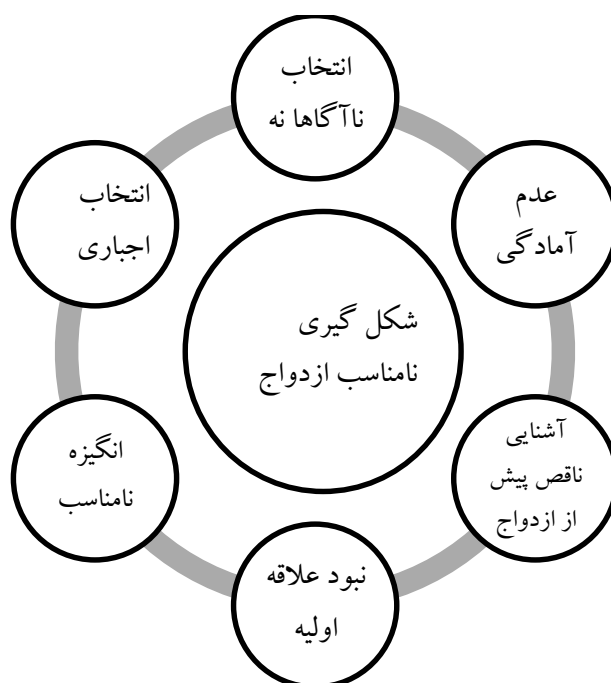 انتخاب
ناآگاها نه
عدم
آمادگی
آشنایی
ناقص پیش
از ازدواج
نبود علاقه
اولیه
انگیزه
نامناسب
انتخاب
اجباری
شکل گیری
نامناسب ازدواج